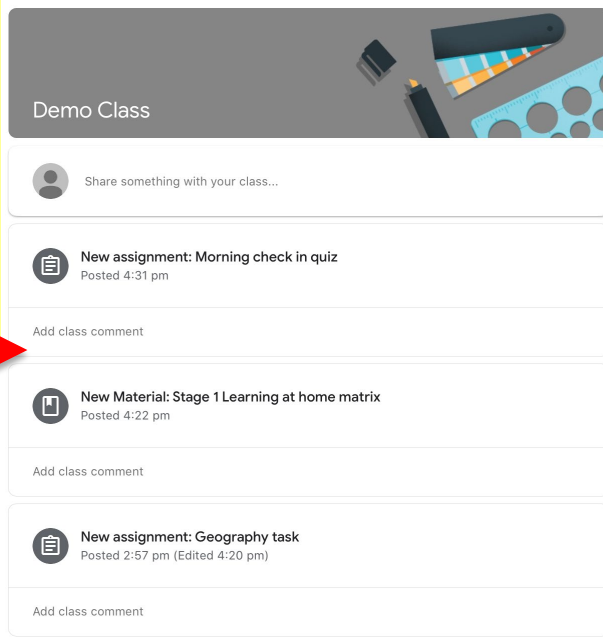 Demo Class
Share something with your class...
New assignment: Morning check in quiz
Posted 4:31 pm
Add class comment
New Material: Stage 1 Learning at home matrix
Posted 4:22 pm
Add class comment
New assignment: Geography task
Posted 2:57 pm (Edited 4:20 pm)
Add class comment